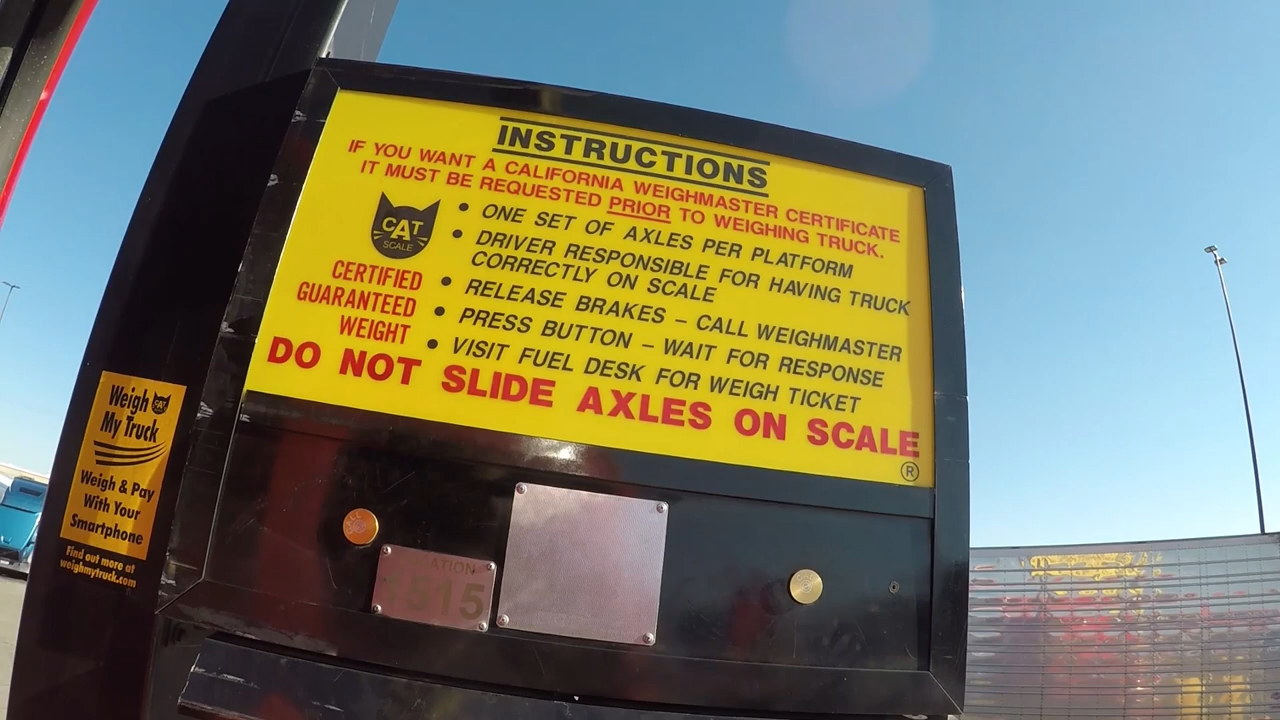 INSTRUCTIONS
IF YOU WANT A CALIFORNIA WEIGHMASTER CERTIFICATE
IT MUST BE REQUESTED PRIOR TO WEIGHING TRUCK.
CAT
SCALE
CERTIFIED
GUARANTEED
WEIGHT
• ONE SET OF AXLES PER PLATFORM
• DRIVER RESPONSIBLE FOR HAVING TRUCK
CORRECTLY ON SCALE
• RELEASE BRAKES – CALL WEIGHMASTER
• PRESS BUTTON – WAIT FOR RESPONSE
• VISIT FUEL DESK FOR WEIGH TICKET
DO NOT SLIDE AXLES ON SCALE
®
Weigh CAT
My Truck
Weigh & Pay
With Your
Smartphone
Find out more at
weighmytruck.com
1515